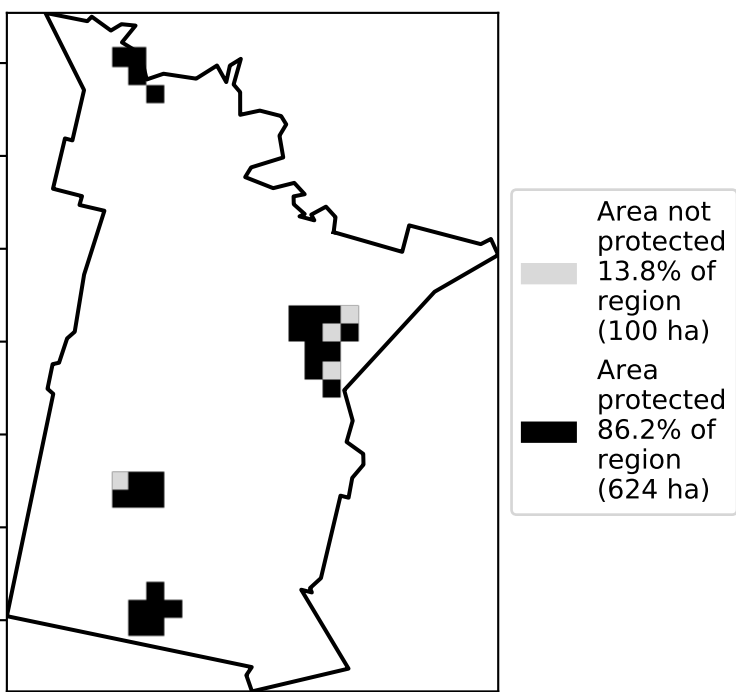 Area not
protected
13.8% of
region
(100 ha)
Area
protected
86.2% of
region
(624 ha)